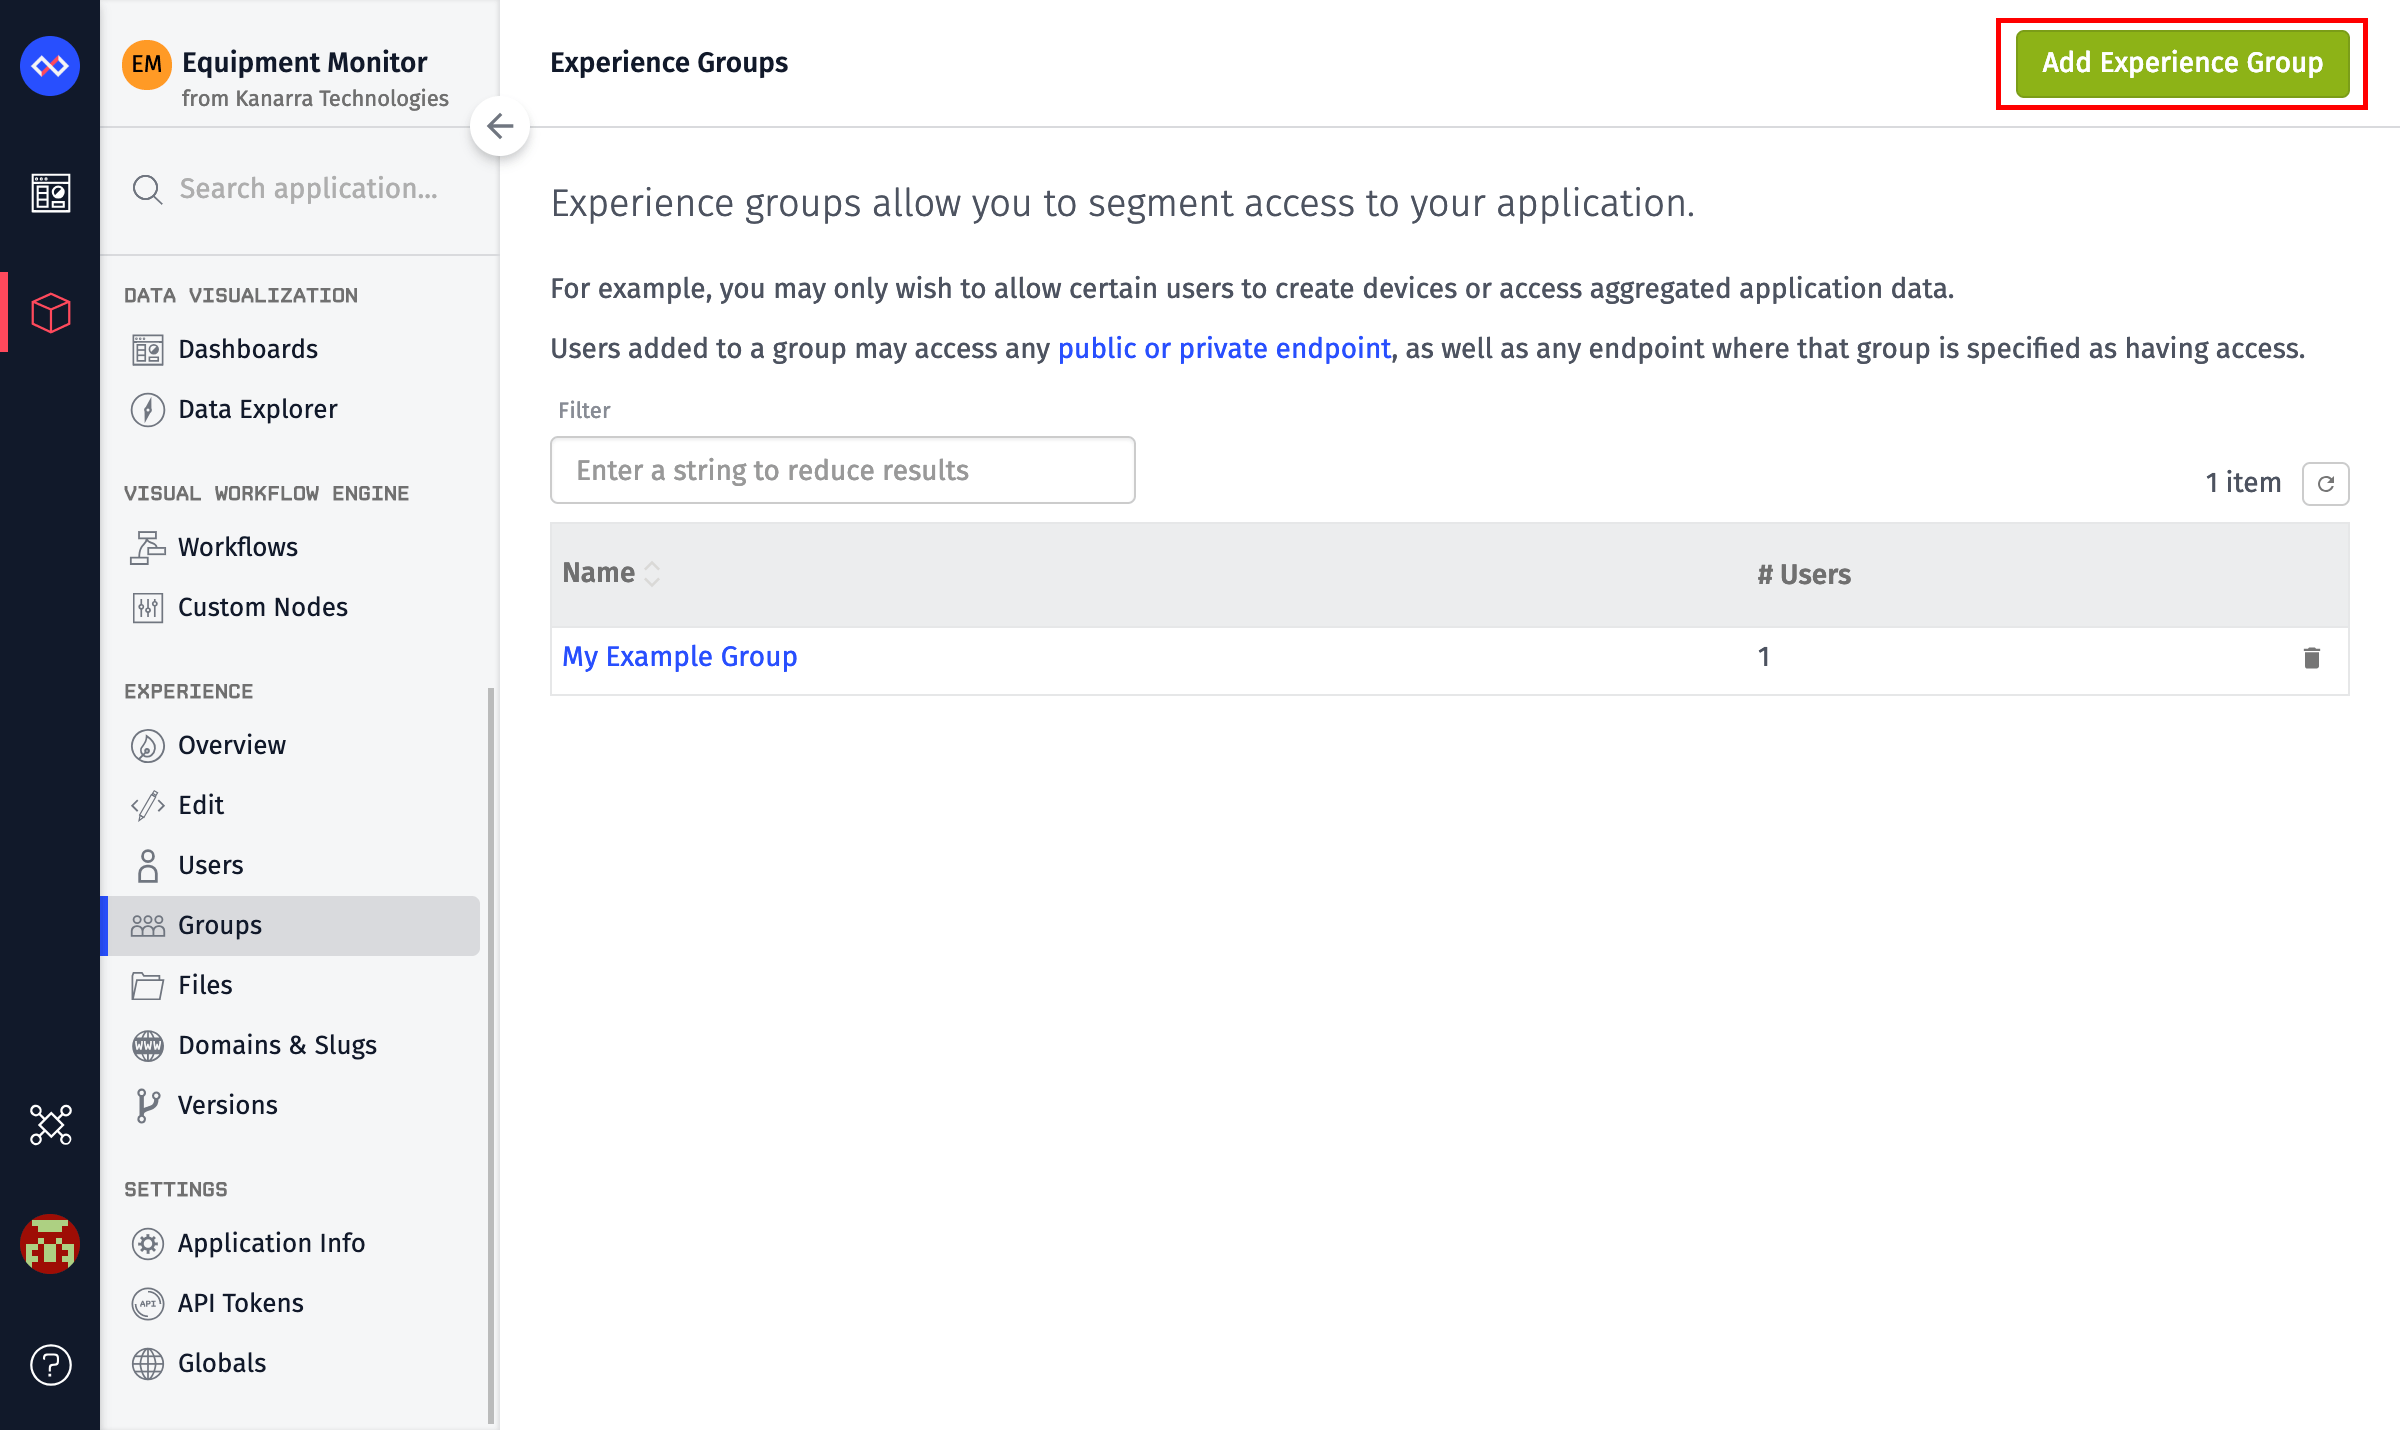 EM
Equipment Monitor
from Kanarra Technologies
Search application...
DATA VISUALIZATION
Dashboards
Data Explorer
VISUAL WORKFLOW ENGINE
Workflows
Custom Nodes
EXPERIENCE
Overview
Edit
Users
Groups
Files
WWW
Domains & Slugs
Versions
SETTINGS
Application Info
API
API Tokens
Globals
?
Experience Groups
Add Experience Group
Experience groups allow you to segment access to your application.
For example, you may only wish to allow certain users to create devices or access aggregated application data.
Users added to a group may access any public or private endpoint, as well as any endpoint where that group is specified as having access.
Filter
Enter a string to reduce results
1 item
Name
# Users
My Example Group
1